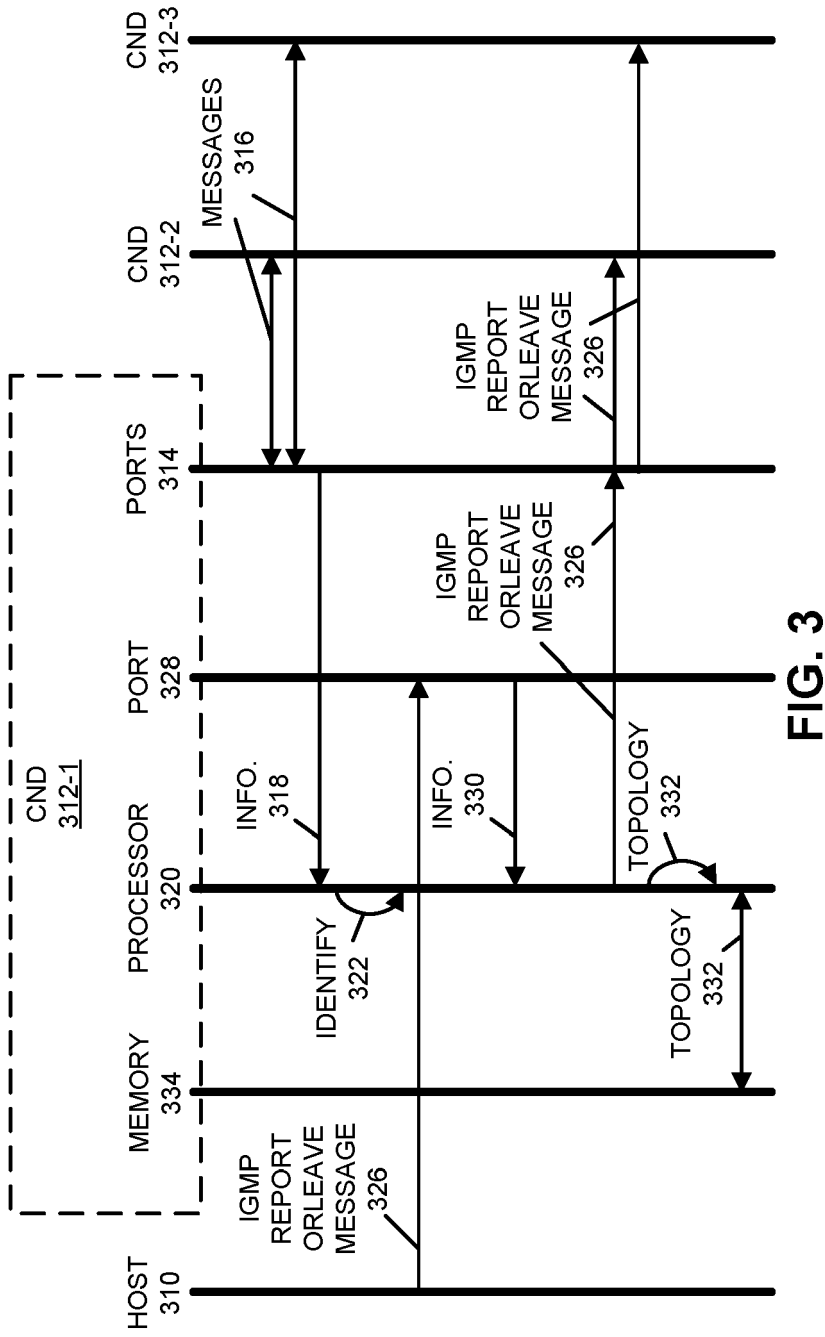 CND
312-1
HOST
310
MEMORY
334
PROCESSOR
320
PORT
328
PORTS
314
CND
312-2
CND
312-3
MESSAGES
316
INFO.
318
IDENTIFY
322
IGMP
REPORT
ORLEAVE
MESSAGE
326
INFO.
330
IGMP
REPORT
ORLEAVE
MESSAGE
326
IGMP
REPORT
ORLEAVE
MESSAGE
326
TOPOLOGY
332
TOPOLOGY
332
FIG. 3